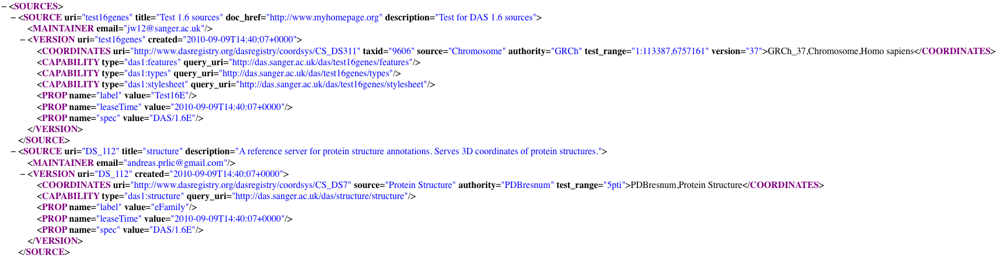 − <SOURCES>
− <SOURCE uri="test16genes" title="Test 1.6 sources" doc_href="http://www.myhomepage.org" description="Test for DAS 1.6 sources">
<MAINTAINER email="jw12@sanger.ac.uk"/>
− <VERSION uri="test16genes" created="2010-09-09T14:40:07+0000">
<COORDINATES uri="http://www.dasregistry.org/dasregistry/coordsys/CS_DS311" taxid="9606" source="Chromosome" authority="GRCh" test_range="1:113387,6757161" version="37">GRCh_37,Chromosome,Homo sapiens</COORDINATES>
<CAPABILITY type="das1:features" query_uri="http://das.sanger.ac.uk/das/test16genes/features"/>
<CAPABILITY type="das1:types" query_uri="http://das.sanger.ac.uk/das/test16genes/types"/>
<CAPABILITY type="das1:stylesheet" query_uri="http://das.sanger.ac.uk/das/test16genes/stylesheet"/>
<PROP name="label" value="Test16E"/>
<PROP name="leaseTime" value="2010-09-09T14:40:07+0000"/>
<PROP name="spec" value="DAS/1.6E"/>
</VERSION>
</SOURCE>
− <SOURCE uri="DS_112" title="structure" description="A reference server for protein structure annotations. Serves 3D coordinates of protein structures.">
<MAINTAINER email="andreas.prlic@gmail.com"/>
− <VERSION uri="DS_112" created="2010-09-09T14:40:07+0000">
<COORDINATES uri="http://www.dasregistry.org/dasregistry/coordsys/CS_DS7" source="Protein Structure" authority="PDBresnum" test_range="5pti">PDBresnum,Protein Structure</COORDINATES>
<CAPABILITY type="das1:structure" query_uri="http://das.sanger.ac.uk/das/structure/structure"/>
<PROP name="label" value="eFamily"/>
<PROP name="leaseTime" value="2010-09-09T14:40:07+0000"/>
<PROP name="spec" value="DAS/1.6E"/>
</VERSION>
</SOURCE>